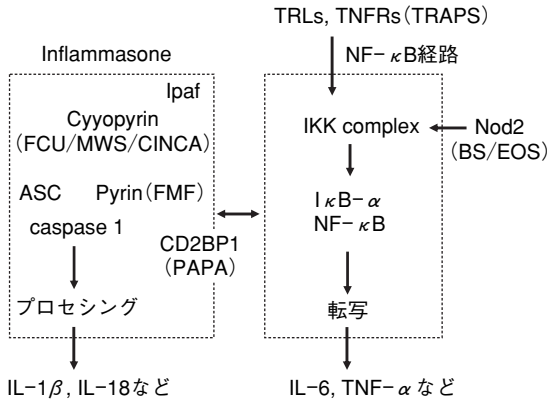 TRLs, TNFRs(TRAPS)
NF-κB経路
Inflammasone
Ipaf
Cyyopyrin
(FCU/MWS/CINCA)
ASC
Pyrin(FMF)
caspase 1
CD2BP1
(PAPA)
プロセシング
IL-1β, IL-18など
IKK complex
Nod2
(BS/EOS)
IκB-α
NF-κB
転写
IL-6, TNF-αなど